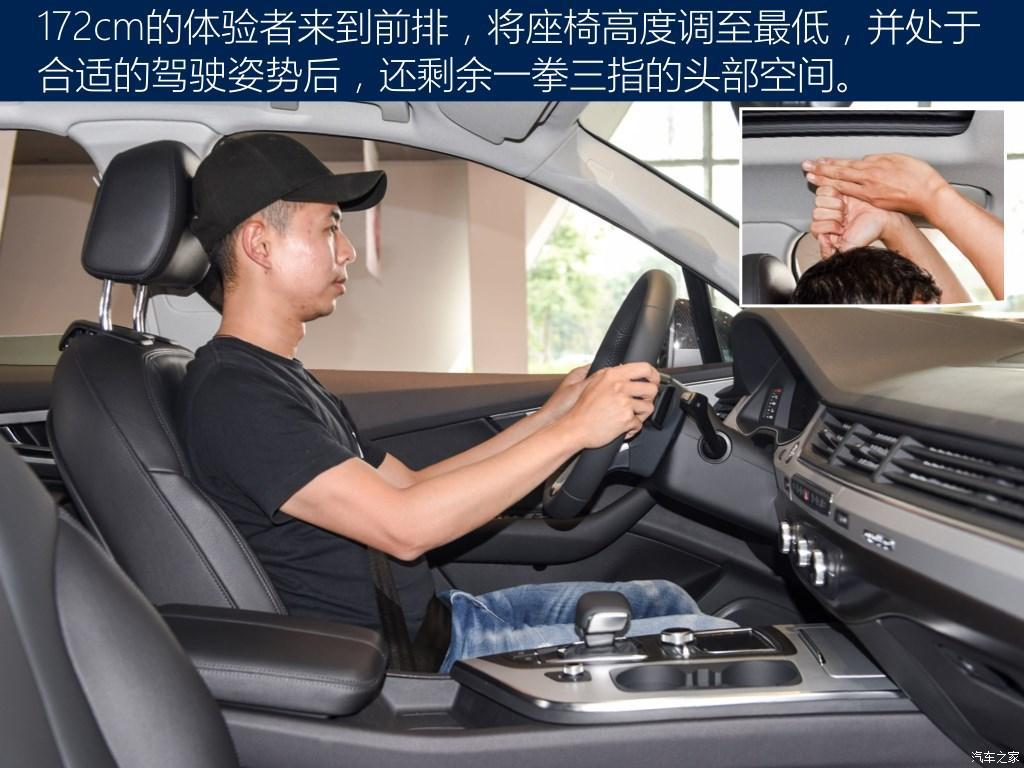 172cm的体验者来到前排，将座椅高度调至最低，并处于
合适的驾驶姿势后，还剩余一拳三指的头部空间。
汽车之家